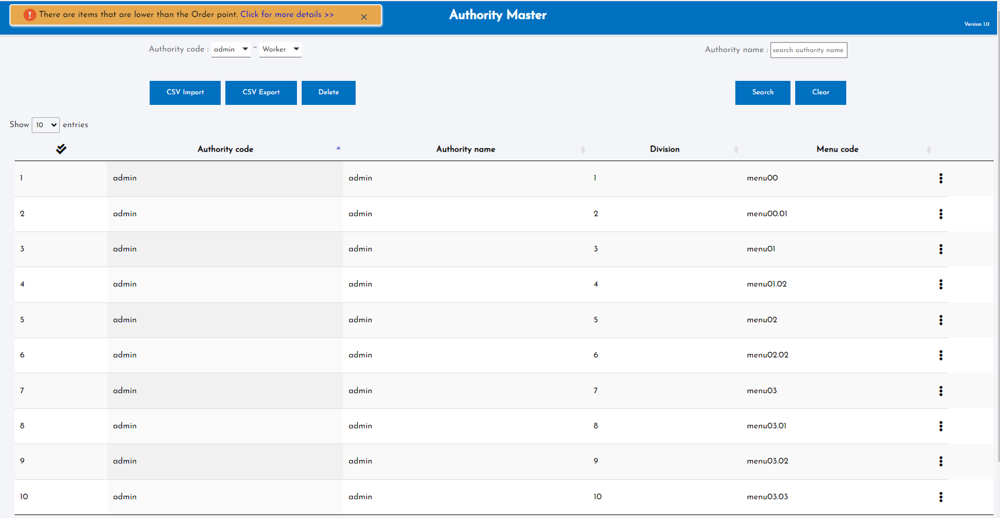 There are items that are lower than the Order point. Click for more details >> ×
Authority Master
Version 1.0
Authority code : admin ~ Worker
Authority name : search authority name
CSV Import CSV Export Delete Search Clear
Show 10 entries
Authority code Authority name Division Menu code
1 admin admin 1 menu00
2 admin admin 2 menu00.01
3 admin admin 3 menu01
4 admin admin 4 menu01.02
5 admin admin 5 menu02
6 admin admin 6 menu02.02
7 admin admin 7 menu03
8 admin admin 8 menu03.01
9 admin admin 9 menu03.02
10 admin admin 10 menu03.03